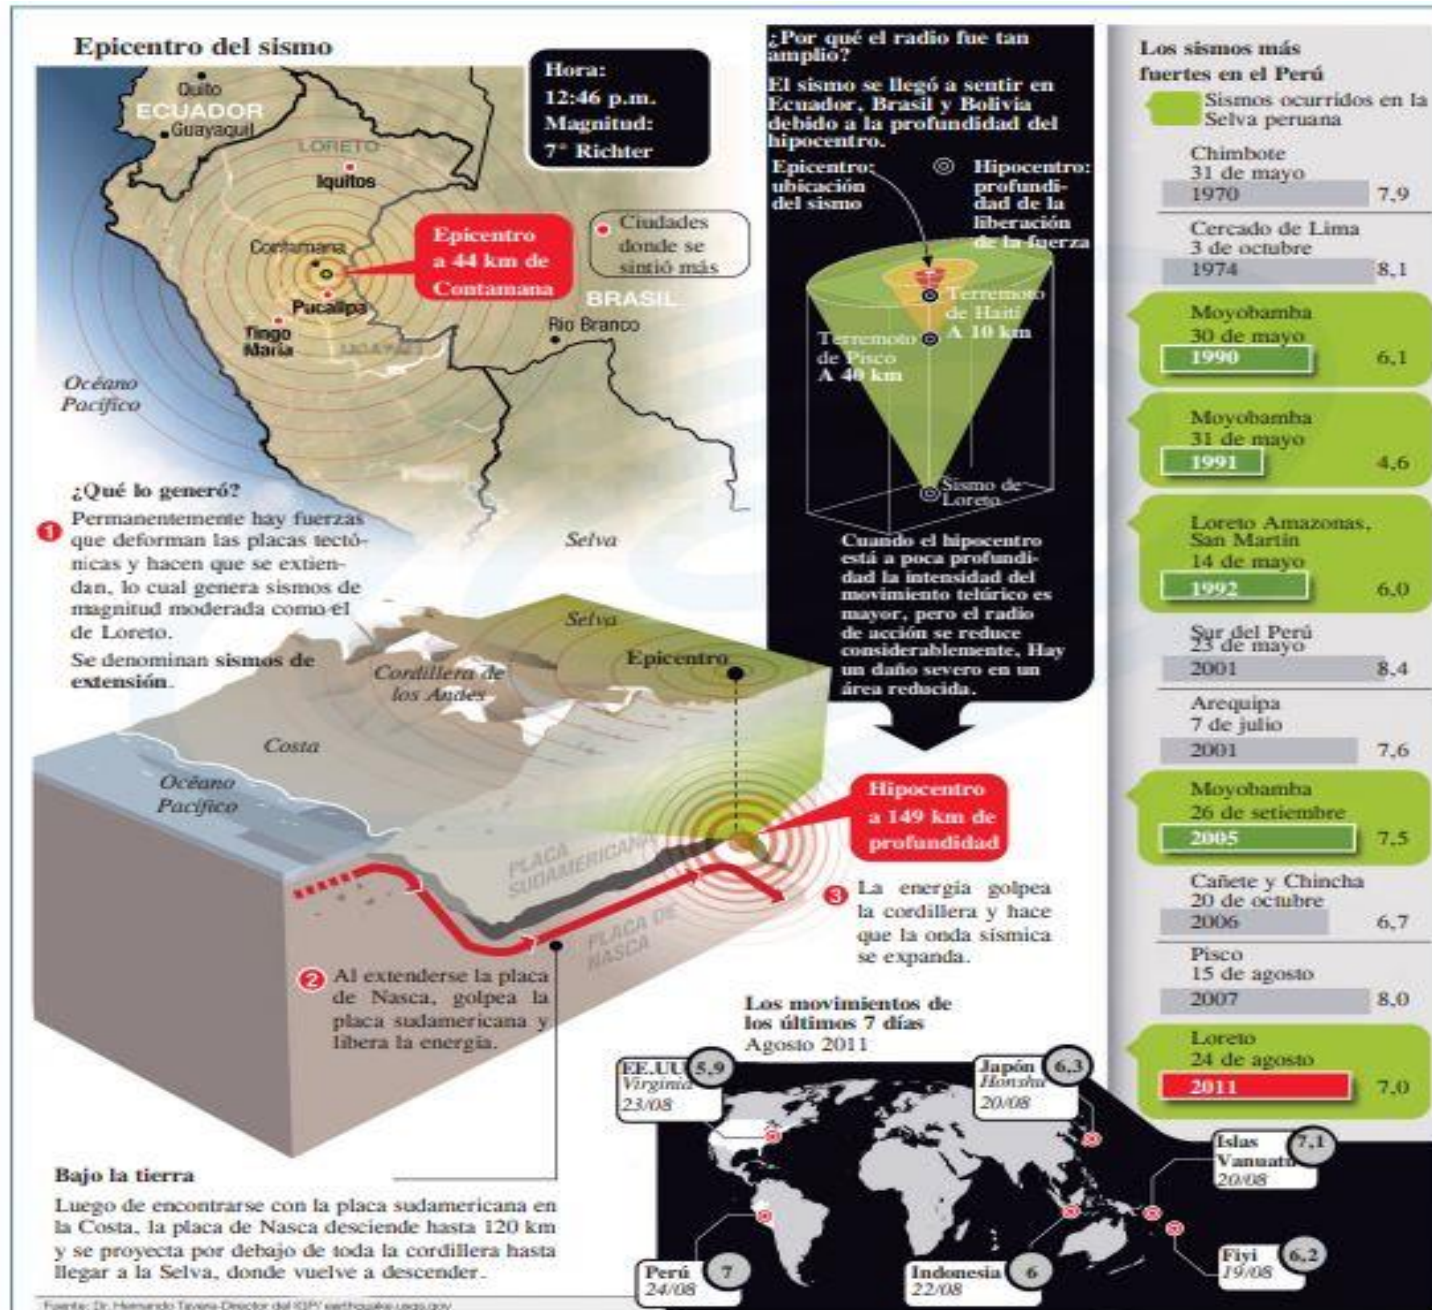 Epicentro del sismo
Hora:
12:46 p.m.
Magnitud:
7° Richter
Quito
ECUADOR
Guayaquil
LORETO
Iquitos
Contamana
Epicentro
a 44 km de
Contamana
Ciudades
donde se
sintió más
Pucallpa
BRASIL
Tingo
María
UCAYALI
Rio Branco
Océano
Pacífico
Selva
¿Qué lo generó?
1 Permanentemente hay fuerzas
que deforman las placas tectó-
nicas y hacen que se extien-
dan, lo cual genera sismos de
magnitud moderada como el
de Loreto.
Se denominan sismos de
extensión.
Selva
Epicentro
Cordillera de
los Andes
Costa
Océano
Pacífico
PLACA
SUDAMERICANA
PLACA DE
NASCA
Hipocentro
a 149 km de
profundidad
2 Al extenderse la placa
de Nasca, golpea la
placa sudamericana y
libera la energía.
3 La energía golpea
la cordillera y hace
que la onda sísmica
se expanda.
Bajo la tierra
Luego de encontrarse con la placa sudamericana en
la Costa, la placa de Nasca desciende hasta 120 km
y se proyecta por debajo de toda la cordillera hasta
llegar a la Selva, donde vuelve a descender.
¿Por qué el radio fue tan
amplio?
El sismo se llegó a sentir en
Ecuador, Brasil y Bolivia
debido a la profundidad del
hipocentro.
Epicentro:
ubicación
del sismo
Hipocentro:
profundi-
dad de la
liberación
de la fuerza
Terremoto
de Haití
A 10 km
Terremoto
de Pisco
A 40 km
Sismo de
Loreto
Cuando el hipocentro
está a poca profundi-
dad la intensidad del
movimiento telúrico es
mayor, pero el radio
de acción se reduce
considerablemente, Hay
un daño severo en un
área reducida.
Los sismos más
fuertes en el Perú
Sismos ocurridos en la
Selva peruana
Chimbote
31 de mayo
1970 7,9
Cercado de Lima
3 de octubre
1974 8,1
Moyobamba
30 de mayo
1990 6,1
Moyobamba
31 de mayo
1991 4,6
Loreto Amazonas,
San Martín
14 de mayo
1992 6,0
Sur del Perú
23 de mayo
2001 8,4
Arequipa
7 de julio
2001 7,6
Moyobamba
26 de setiembre
2005 7,5
Cañete y Chincha
20 de octubre
2006 6,7
Pisco
15 de agosto
2007 8,0
Loreto
24 de agosto
2011 7,0
Los movimientos de
los últimos 7 días
Agosto 2011
EE.UU 5,9
Virginia
23/08
Japón 6,3
Honshu
20/08
Islas 7,1
Vanuatu
20/08
Perú 7
24/08
Indonesia 6
22/08
Fiyi 6,2
19/08
Fuente: Dr. Hernando Tavera-Director del IGP/ earthquake.usgs.gov